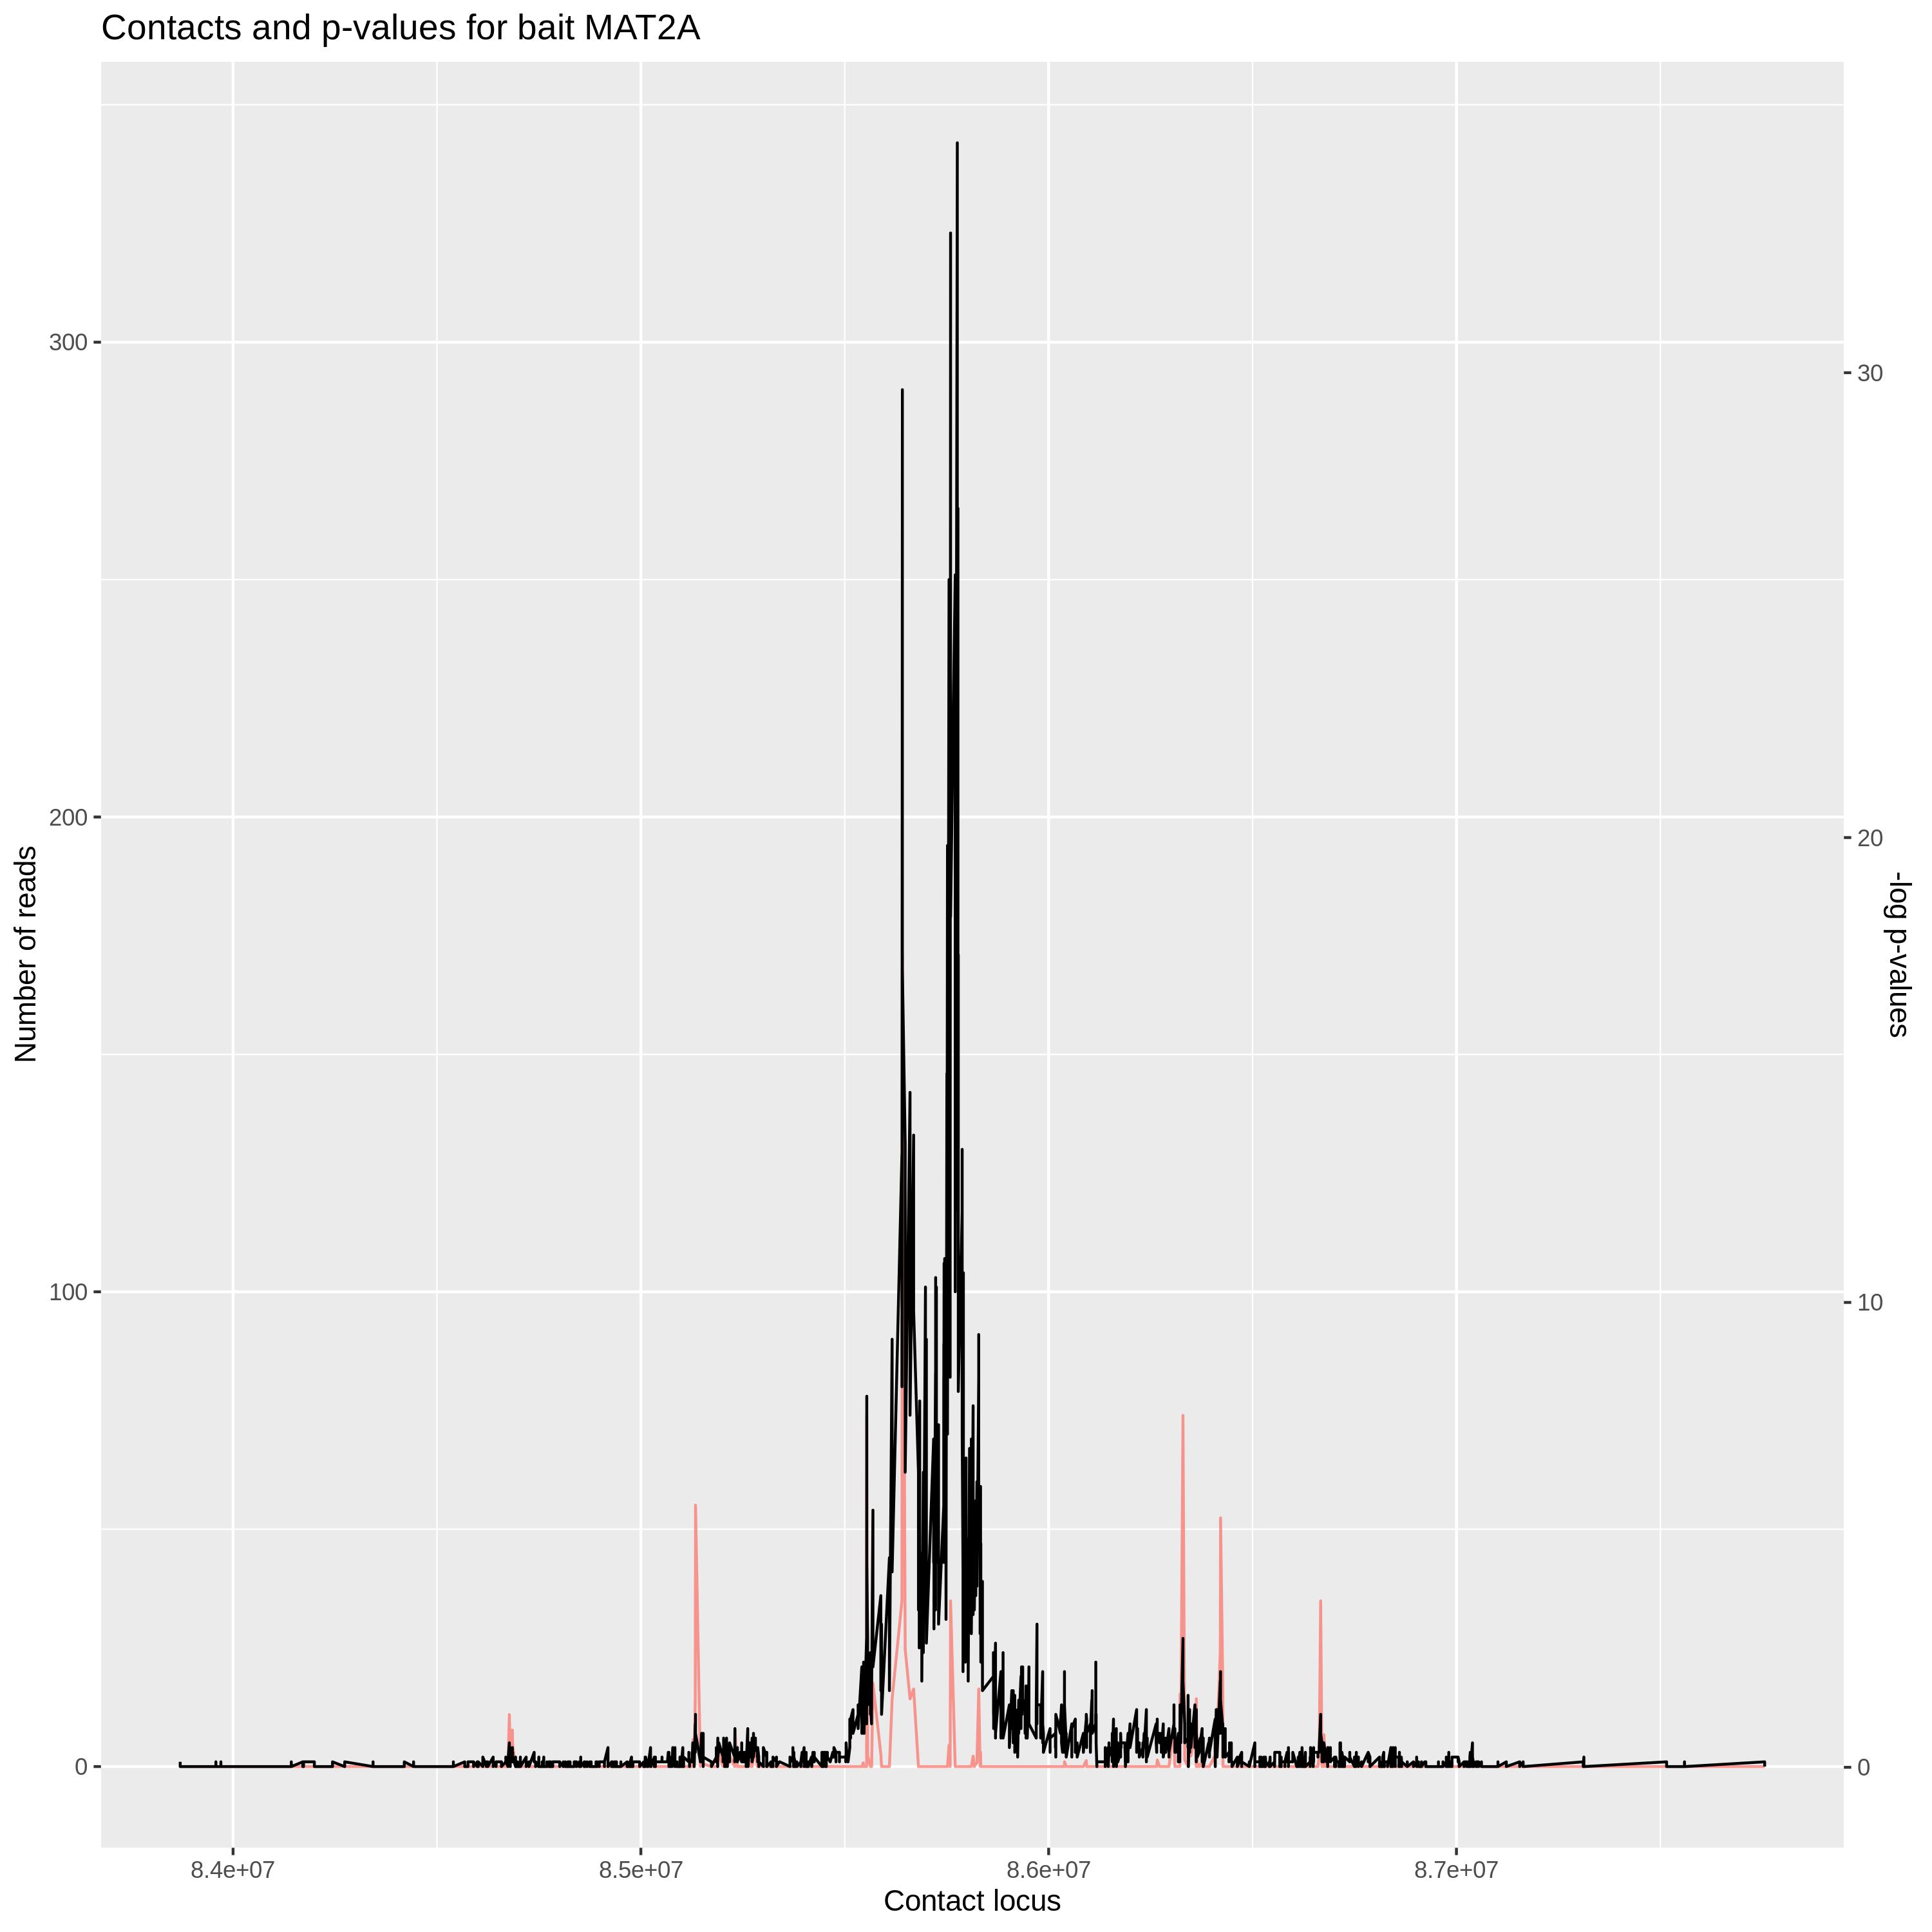 Contacts and p-values for bait MAT2A
300
200
100
0
Number of reads
30
20
10
0
-log p-values
8.4e+07
8.5e+07
8.6e+07
8.7e+07
Contact locus